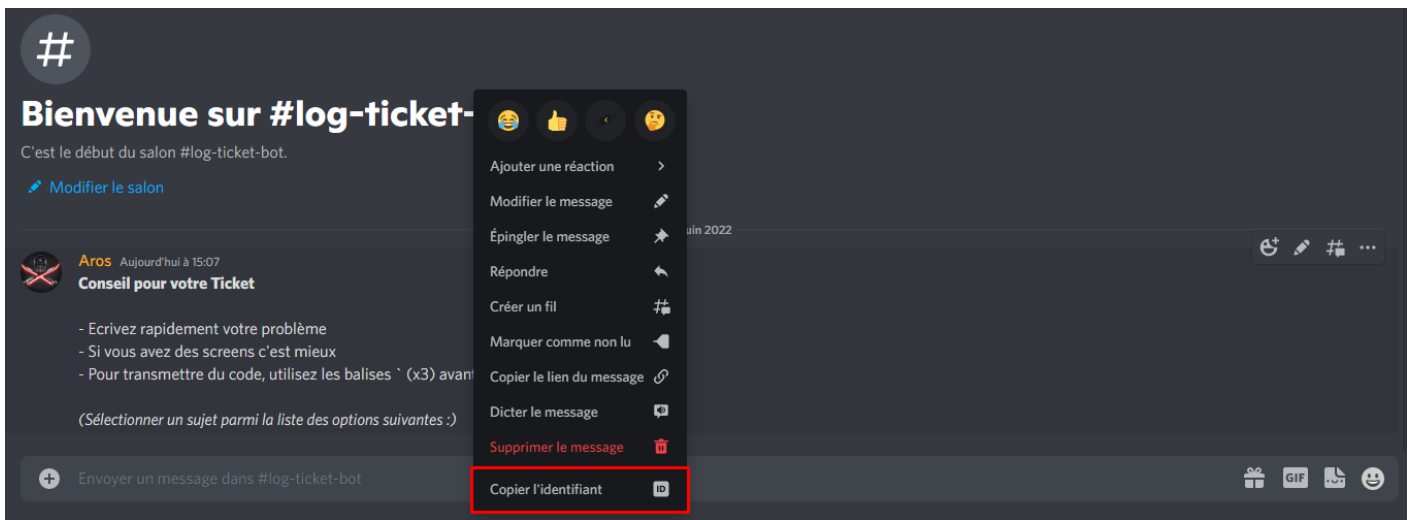 #
Bienvenue sur #log-ticket-
C'est le début du salon #log-ticket-bot.
Modifier le salon
uin 2022
Aros Aujourd'hui à 15:07
Conseil pour votre Ticket
- Ecrivez rapidement votre problème
- Si vous avez des screens c'est mieux
- Pour transmettre du code, utilisez les balises ` (x3) avant
(Sélectionner un sujet parmi la liste des options suivantes :)
Envoyer un message dans #log-ticket-bot
GIF
Ajouter une réaction
Modifier le message
Épingler le message
Répondre
Créer un fil
Marquer comme non lu
Copier le lien du message
Dicter le message
Supprimer le message
Copier l'identifiant
ID